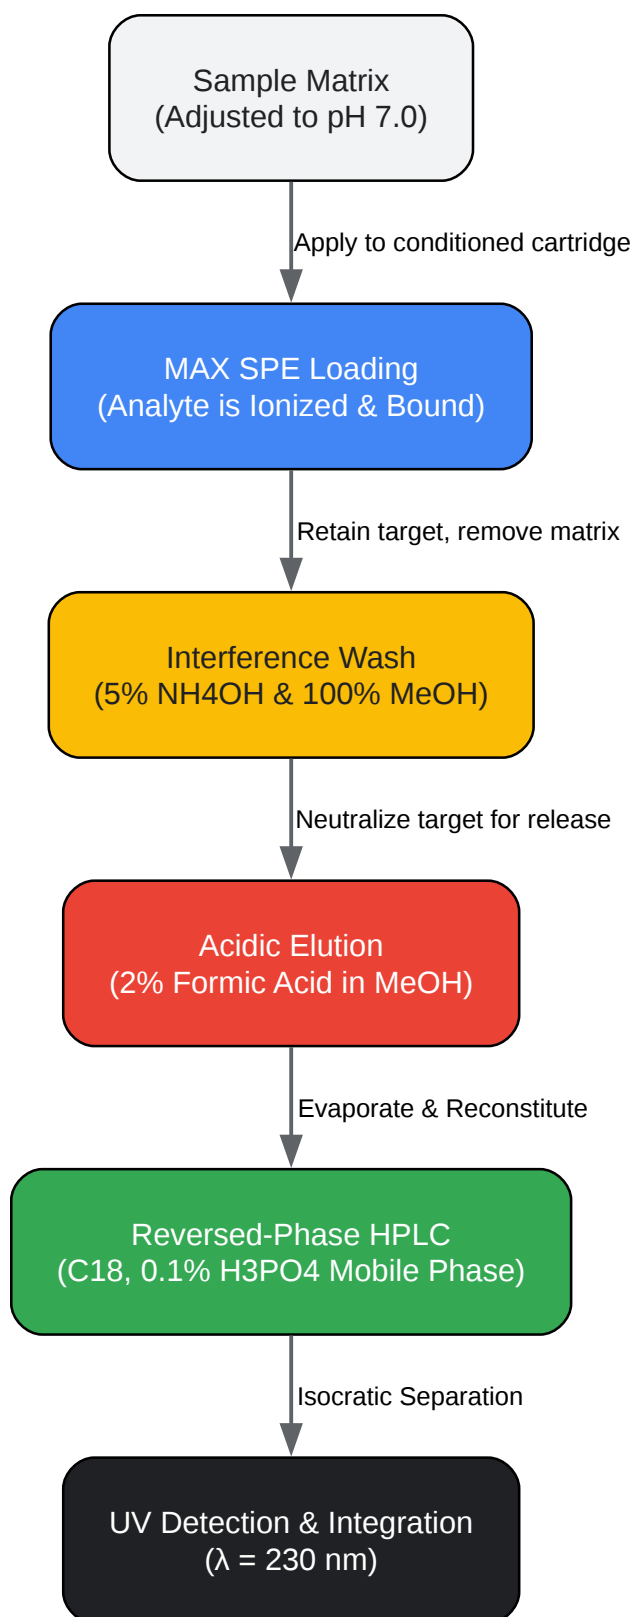 Sample Matrix
(Adjusted to pH 7.0)
Apply to conditioned cartridge
MAX SPE Loading
(Analyte is Ionized & Bound)
Retain target, remove matrix
Interference Wash
(5% NH4OH & 100% MeOH)
Neutralize target for release
Acidic Elution
(2% Formic Acid in MeOH)
Evaporate & Reconstitute
Reversed-Phase HPLC
(C18, 0.1% H3PO4 Mobile Phase)
Isocratic Separation
UV Detection & Integration
(λ = 230 nm)